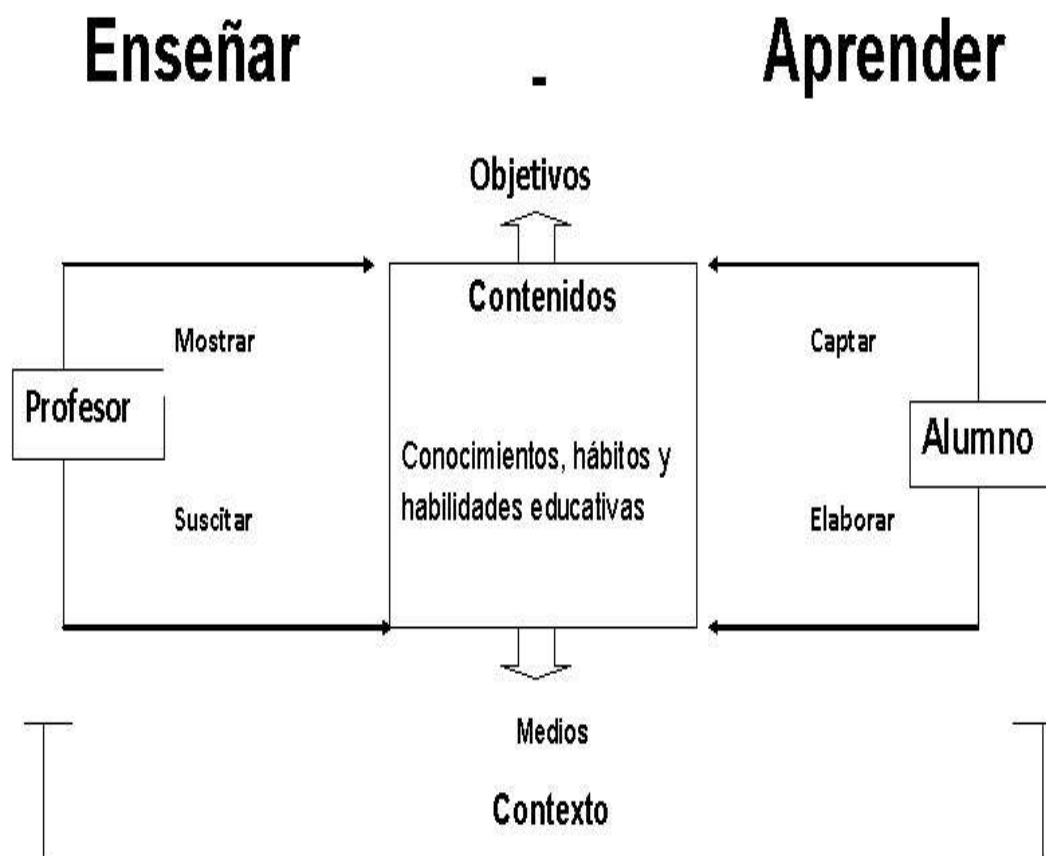 Enseñar - Aprender
Objetivos
Contenidos
Mostrar
Captar
Profesor
Alumno
Conocimientos, hábitos y
habilidades educativas
Suscitar
Elaborar
Medios
Contexto